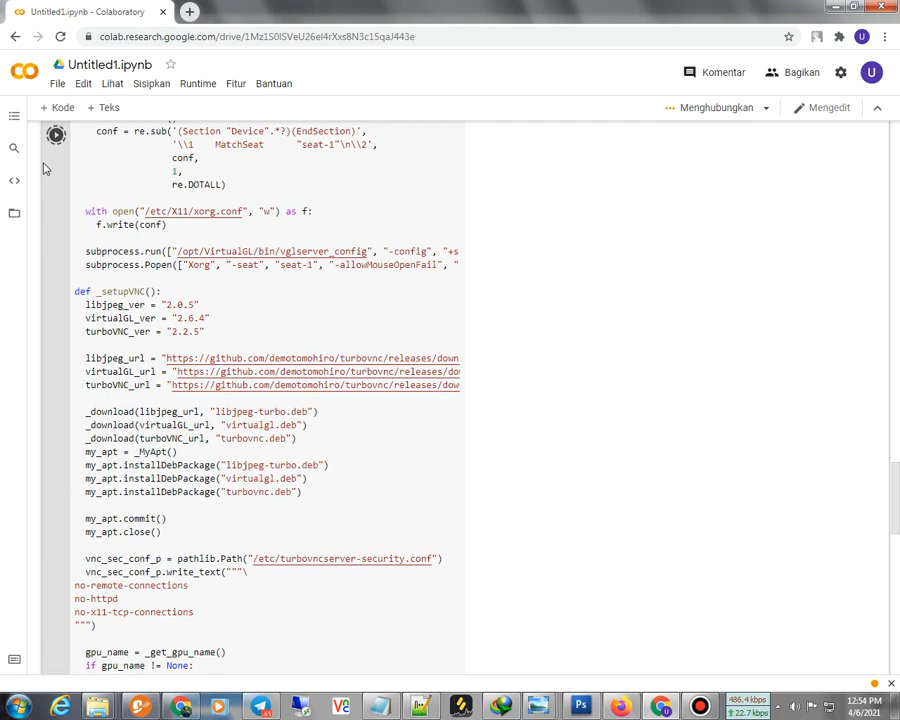 Untitled1.ipynb - Colaboratory
colab.research.google.com/drive/1Mz1S0lSVeU26el4rXxs8N3c15qaJ443e
Untitled1.ipynb
Komentar
Bagikan
U
File Edit Lihat Sisipkan Runtime Fitur Bantuan
+ Kode + Teks
Menghubungkan
Mengedit
conf = re.sub('(Section "Device".*?)(EndSection)',
'\\1 MatchSeat "seat-1"\n\\2',
conf,
1,
re.DOTALL)
with open("/etc/X11/xorg.conf", "w") as f:
f.write(conf)
subprocess.run(["/opt/VirtualGL/bin/vglserver_config", "-config", "+s
subprocess.Popen(["Xorg", "-seat", "seat-1", "-allowMouseOpenFail", "
def _setupVNC():
libjpeg_ver = "2.0.5"
virtualGL_ver = "2.6.4"
turboVNC_ver = "2.2.5"
libjpeg_url = "https://github.com/demotomohiro/turbovnc/releases/down
virtualGL_url = "https://github.com/demotomohiro/turbovnc/releases/do
turboVNC_url = "https://github.com/demotomohiro/turbovnc/releases/dow
_download(libjpeg_url, "libjpeg-turbo.deb")
_download(virtualGL_url, "virtualgl.deb")
_download(turboVNC_url, "turbovnc.deb")
my_apt = _MyApt()
my_apt.installDebPackage("libjpeg-turbo.deb")
my_apt.installDebPackage("virtualgl.deb")
my_apt.installDebPackage("turbovnc.deb")
my_apt.commit()
my_apt.close()
vnc_sec_conf_p = pathlib.Path("/etc/turbovncserver-security.conf")
vnc_sec_conf_p.write_text("""\
no-remote-connections
no-httpd
no-x11-tcp-connections
""")
gpu_name = _get_gpu_name()
if gpu_name != None:
486.4 kbps
22.7 kbps
12:54 PM
4/6/2021